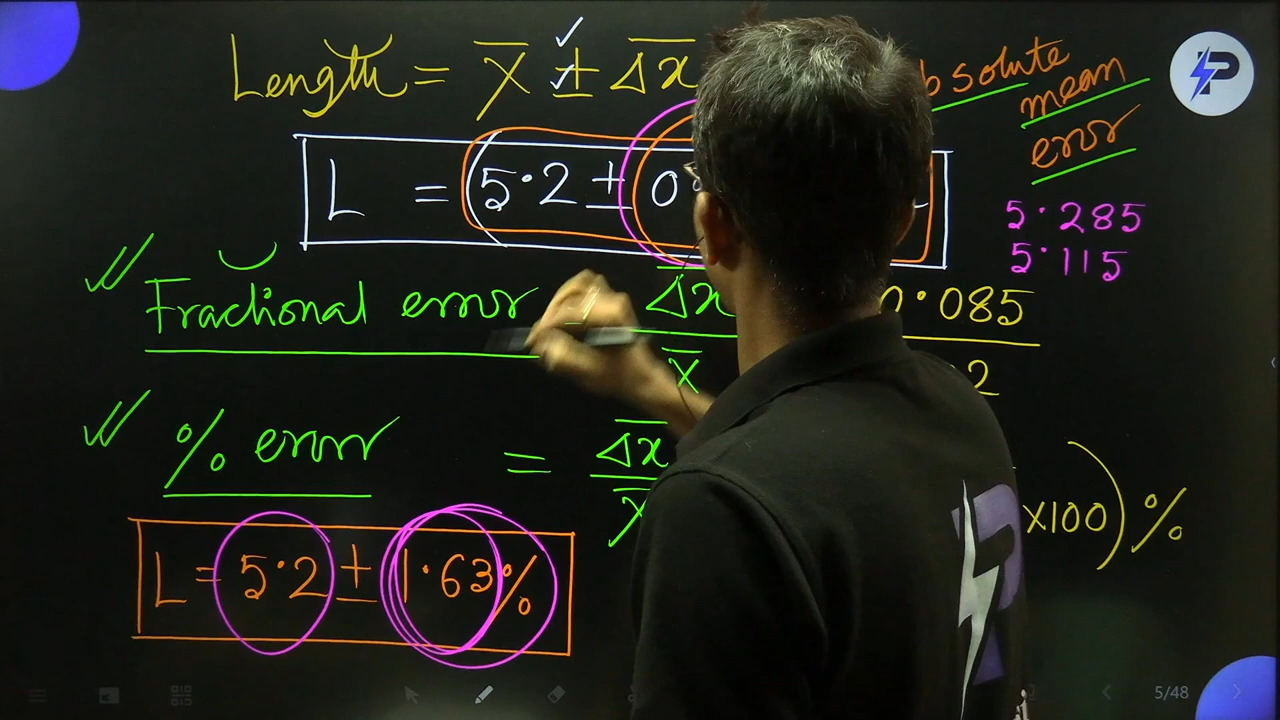 Length = x̅ ± Δx̅
absolute
mean
error
L = (5.2 ± 0.
5.285
5.115
Fractional error
Δx̅
0.085
x̅
2
% error = Δx̅
x̅
×100)%
L = 5.2 ± 1.63%
5/48